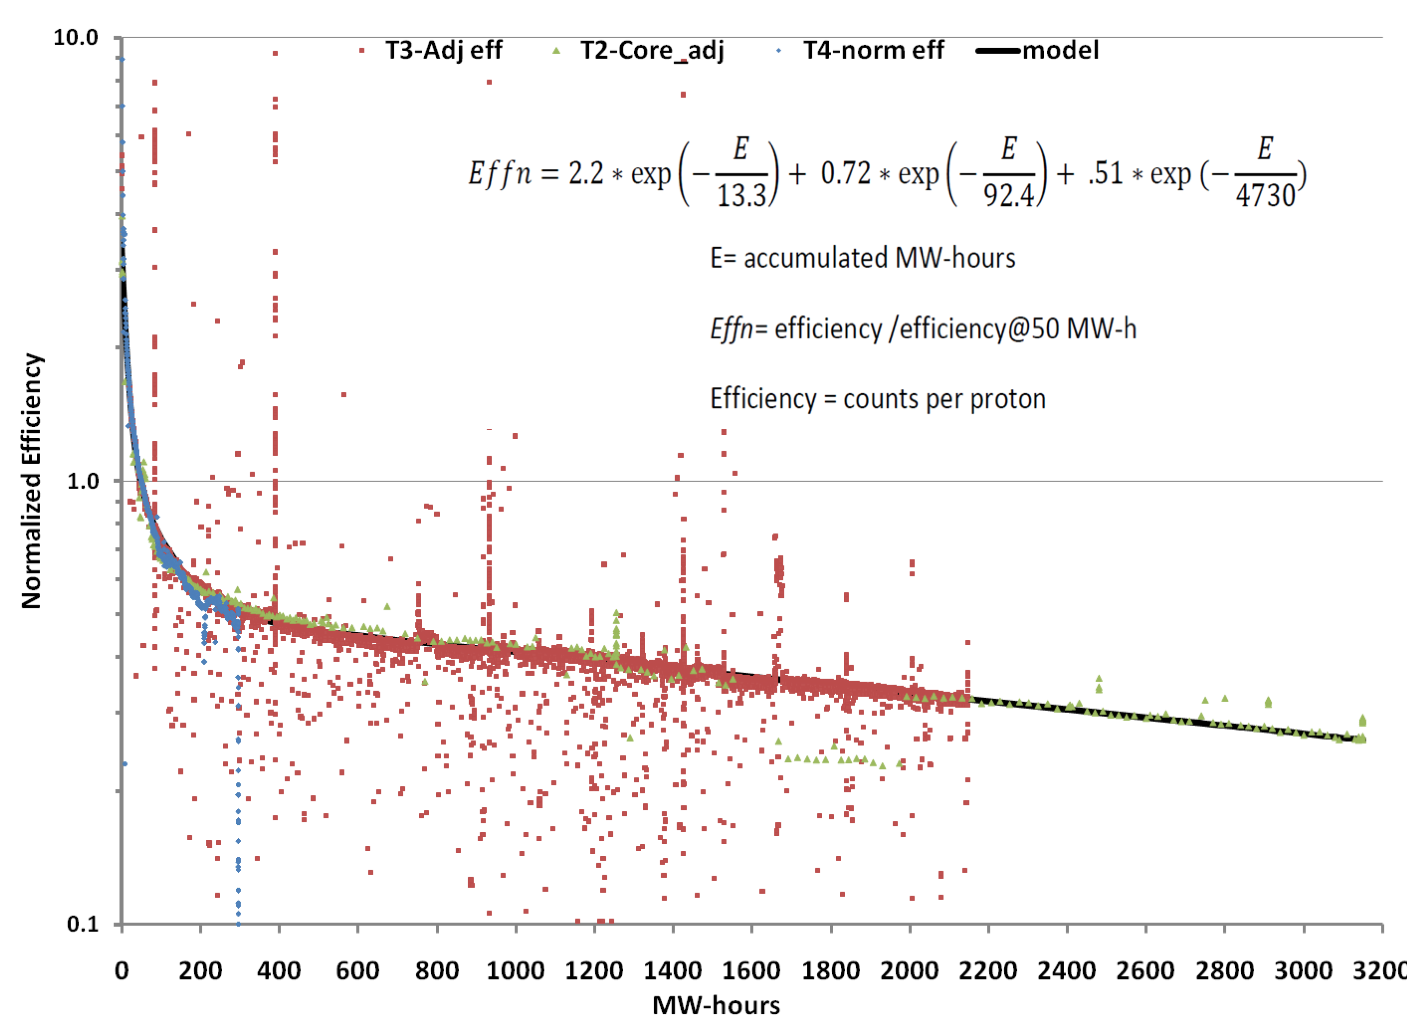 10.0
T3-Adj eff T2-Core_adj T4-norm eff model
Effn = 2.2 * exp(-E/13.3) + 0.72 * exp(-E/92.4) + .51 * exp (-E/4730)
E= accumulated MW-hours
Effn= efficiency /efficiency@50 MW-h
Efficiency = counts per proton
Normalized Efficiency
1.0
0.1
0 200 400 600 800 1000 1200 1400 1600 1800 2000 2200 2400 2600 2800 3000 3200
MW-hours